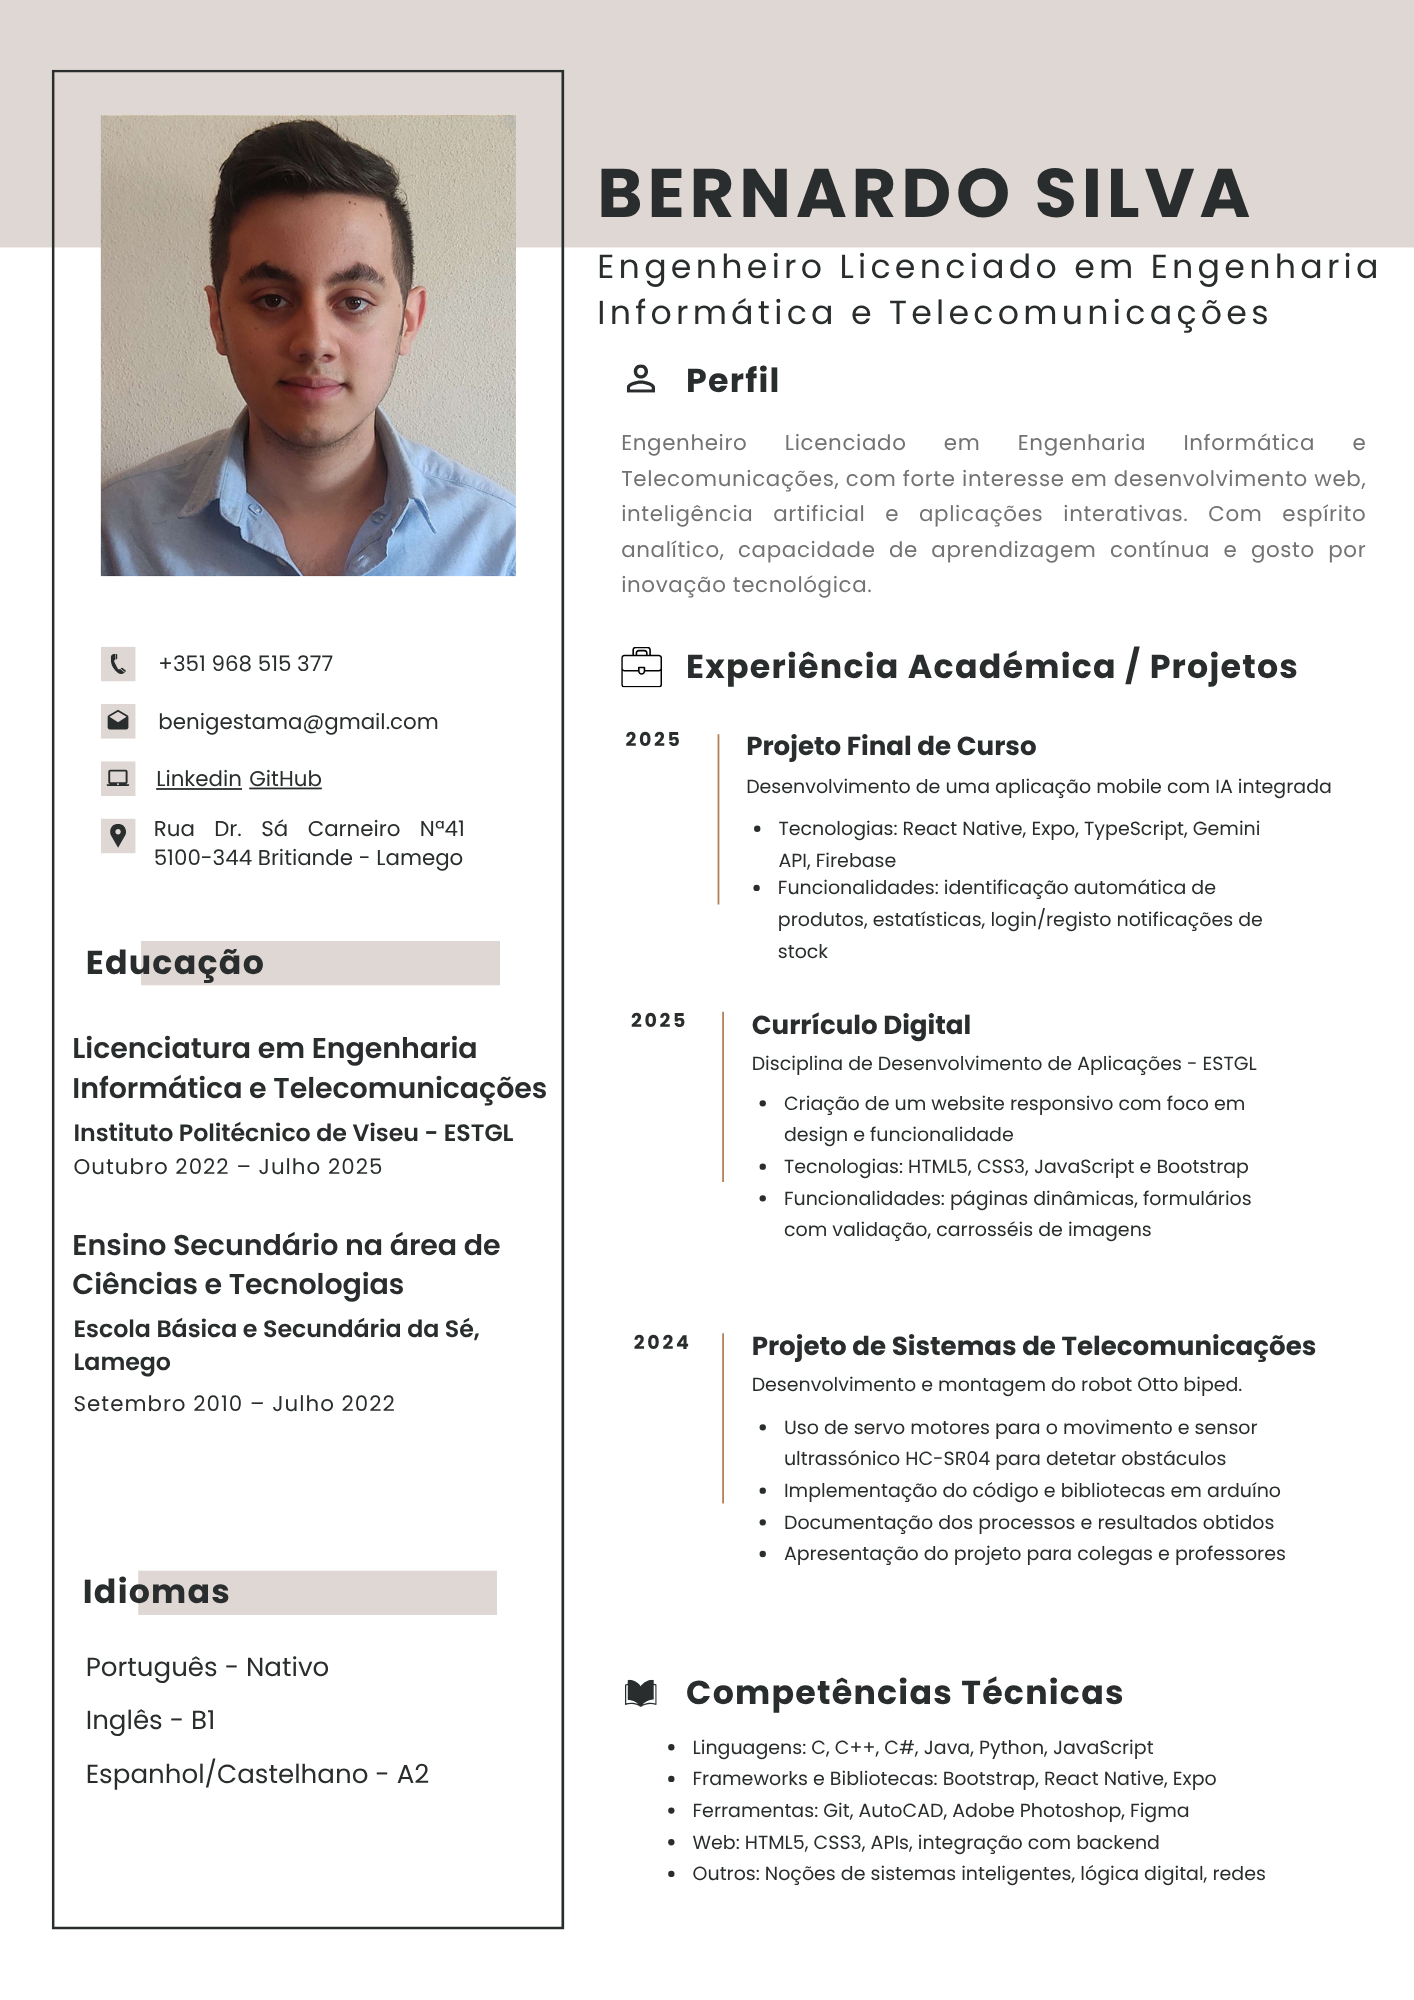 BERNARDO SILVA
Engenheiro Licenciado em Engenharia
Informática e Telecomunicações
Perfil
Engenheiro Licenciado em Engenharia Informática e
Telecomunicações, com forte interesse em desenvolvimento web,
inteligência artificial e aplicações interativas. Com espírito
analítico, capacidade de aprendizagem contínua e gosto por
inovação tecnológica.
+351 968 515 377
benigestama@gmail.com
Linkedin GitHub
Rua Dr. Sá Carneiro Nª41
5100-344 Britiande - Lamego
Educação
Licenciatura em Engenharia
Informática e Telecomunicações
Instituto Politécnico de Viseu - ESTGL
Outubro 2022 – Julho 2025
Ensino Secundário na área de
Ciências e Tecnologias
Escola Básica e Secundária da Sé,
Lamego
Setembro 2010 – Julho 2022
Idiomas
Português - Nativo
Inglês - B1
Espanhol/Castelhano - A2
Experiência Académica / Projetos
2025
Projeto Final de Curso
Desenvolvimento de uma aplicação mobile com IA integrada
• Tecnologias: React Native, Expo, TypeScript, Gemini
API, Firebase
• Funcionalidades: identificação automática de
produtos, estatísticas, login/registo notificações de
stock
2025
Currículo Digital
Disciplina de Desenvolvimento de Aplicações - ESTGL
• Criação de um website responsivo com foco em
design e funcionalidade
• Tecnologias: HTML5, CSS3, JavaScript e Bootstrap
• Funcionalidades: páginas dinâmicas, formulários
com validação, carrosséis de imagens
2024
Projeto de Sistemas de Telecomunicações
Desenvolvimento e montagem do robot Otto biped.
• Uso de servo motores para o movimento e sensor
ultrassónico HC-SR04 para detetar obstáculos
• Implementação do código e bibliotecas em arduíno
• Documentação dos processos e resultados obtidos
• Apresentação do projeto para colegas e professores
Competências Técnicas
• Linguagens: C, C++, C#, Java, Python, JavaScript
• Frameworks e Bibliotecas: Bootstrap, React Native, Expo
• Ferramentas: Git, AutoCAD, Adobe Photoshop, Figma
• Web: HTML5, CSS3, APIs, integração com backend
• Outros: Noções de sistemas inteligentes, lógica digital, redes